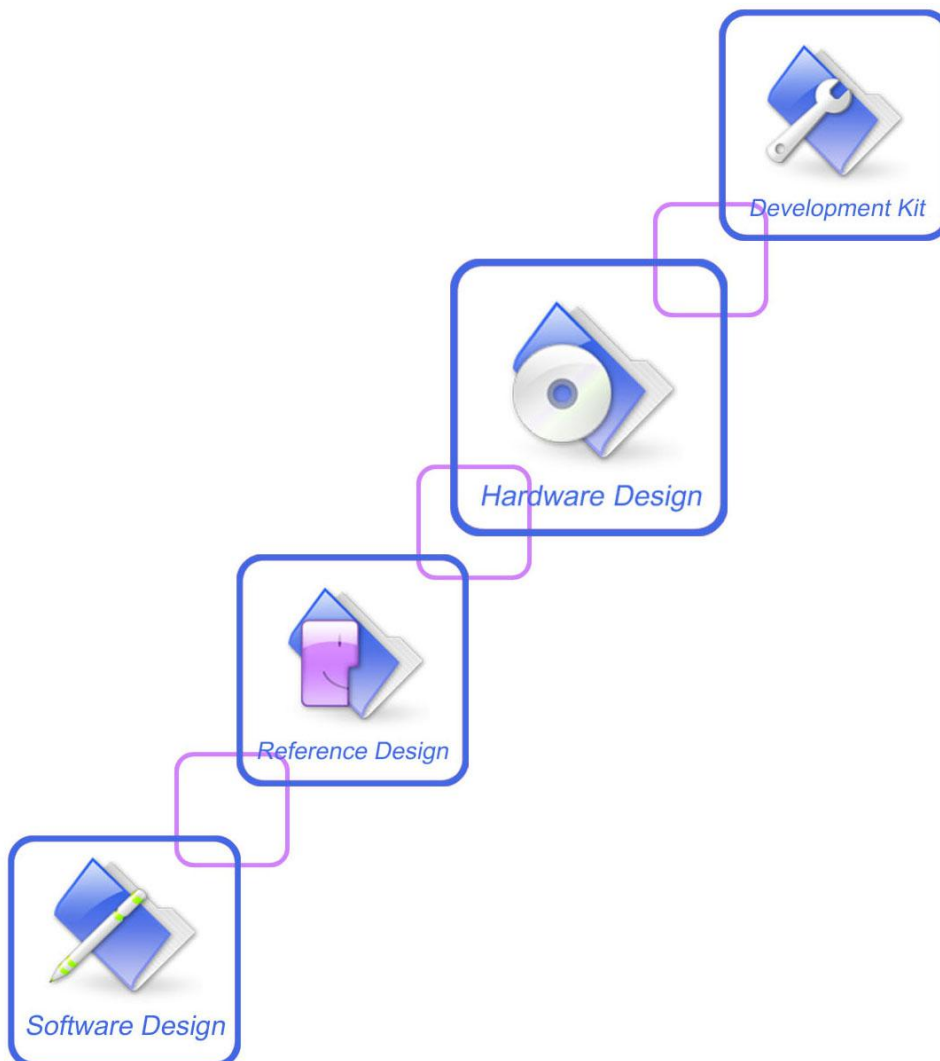 Development Kit
Hardware Design
Reference Design
Software Design